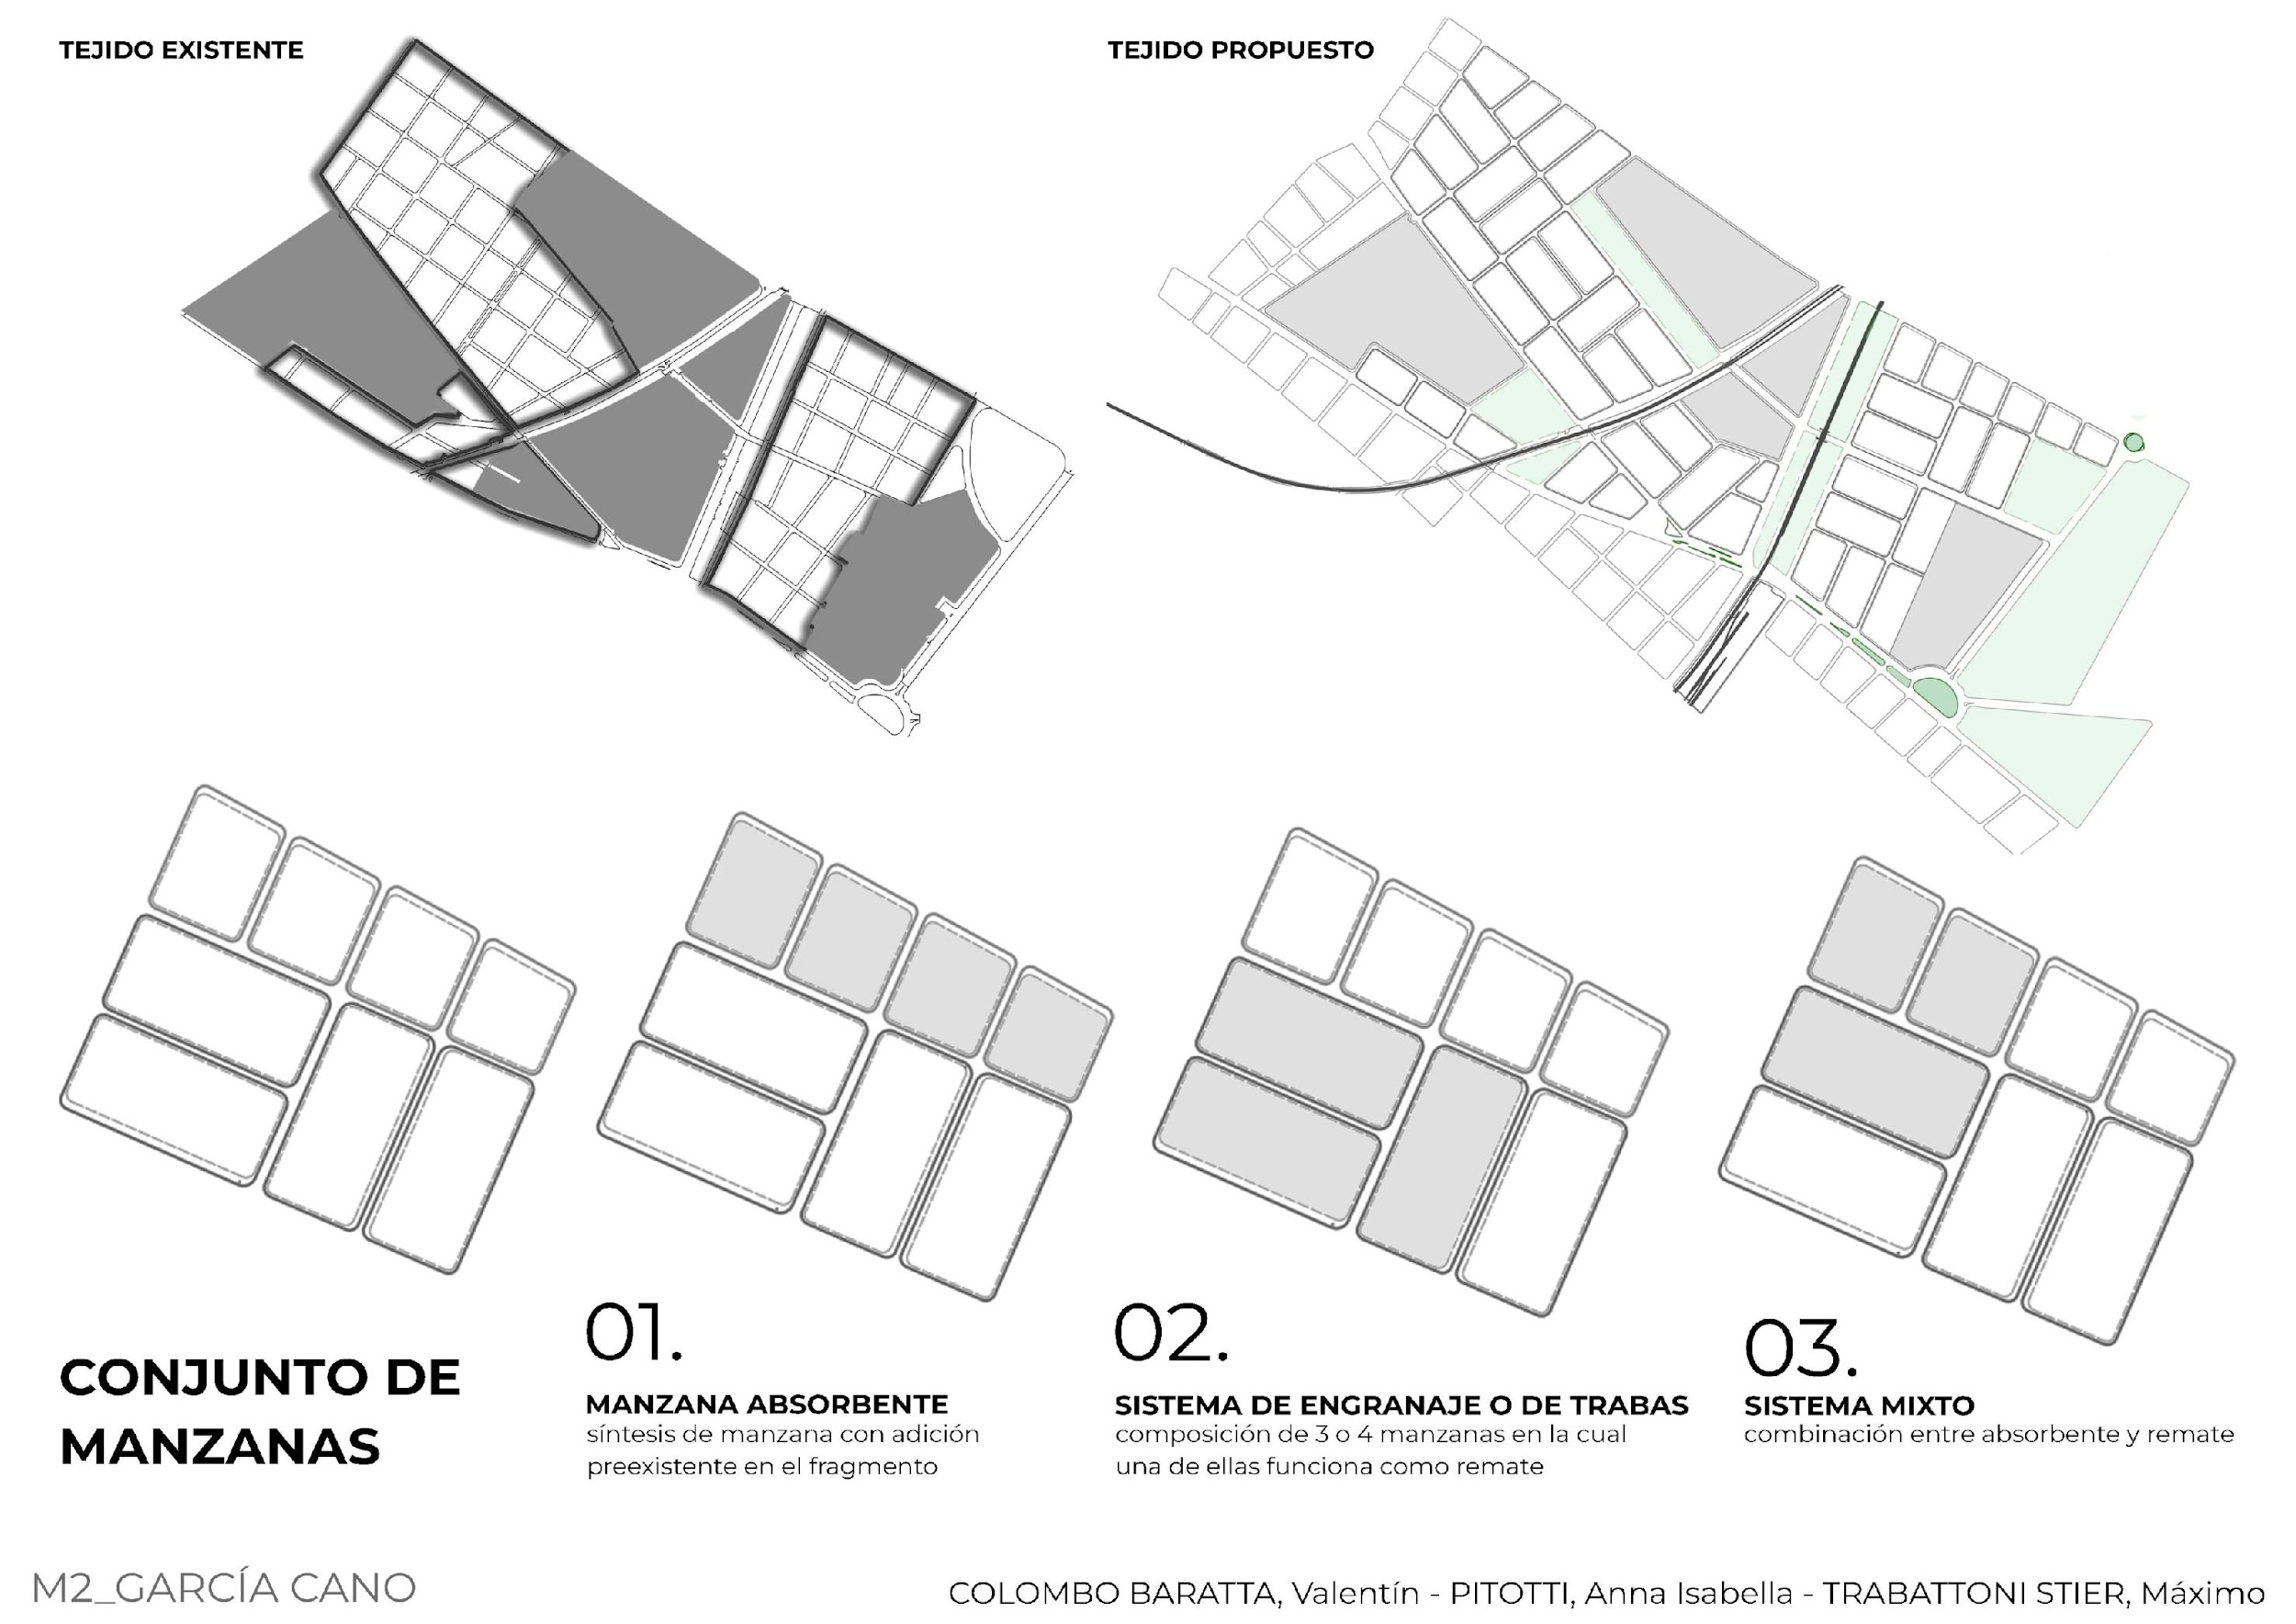 TEJIDO EXISTENTE
TEJIDO PROPUESTO
CONJUNTO DE
MANZANAS
01.
MANZANA ABSORBENTE
síntesis de manzana con adición
preexistente en el fragmento
02.
SISTEMA DE ENGRANAJE O DE TRABAS
composición de 3 o 4 manzanas en la cual
una de ellas funciona como remate
03.
SISTEMA MIXTO
combinación entre absorbente y remate
M2_GARCÍA CANO
COLOMBO BARATTA, Valentín - PITOTTI, Anna Isabella - TRABATTONI STIER, Máximo